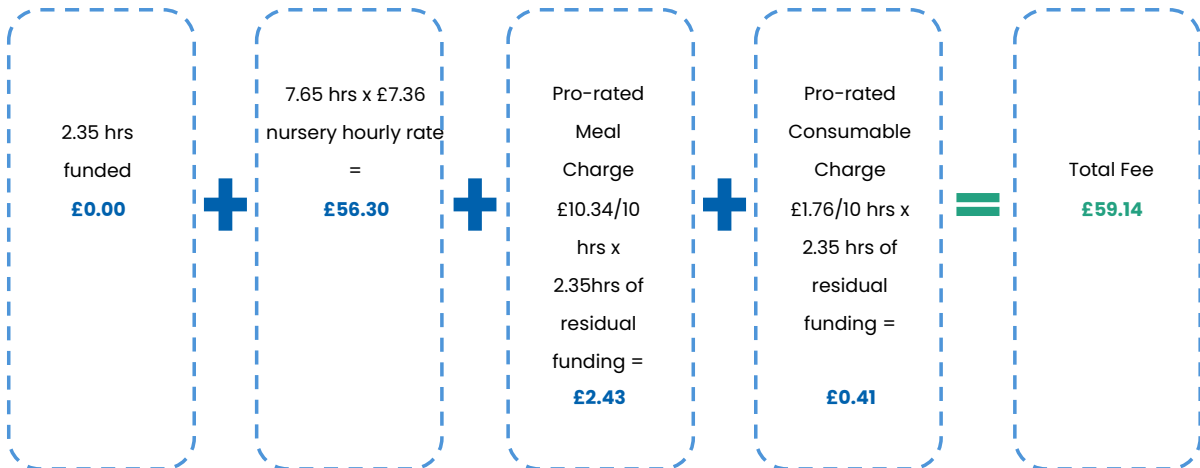 2.35 hrs
funded
£0.00
7.65 hrs x £7.36
nursery hourly rate
=
£56.30
Pro-rated
Meal
Charge
£10.34/10
hrs x
2.35hrs of
residual
funding =
£2.43
Pro-rated
Consumable
Charge
£1.76/10 hrs x
2.35 hrs of
residual
funding =
£0.41
Total Fee
£59.14